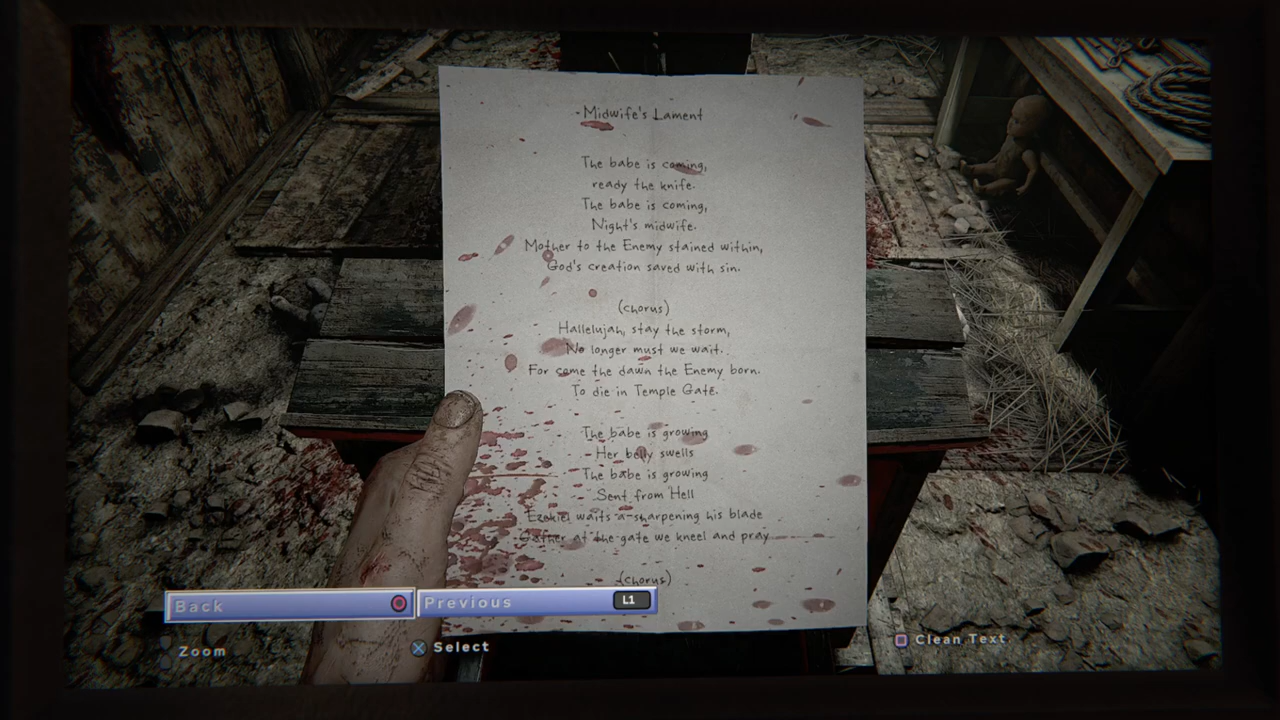 - Midwife's Lament
The babe is coming,
ready the knife.
The babe is coming,
Night's midwife.
Mother to the Enemy stained within,
God's creation saved with sin.
(chorus)
Hallelujah, stay the storm,
No longer must we wait.
For come the dawn the Enemy born.
To die in Temple Gate.
The babe is growing
Her belly swells
The babe is growing
Sent from Hell
Ezekiel waits a-sharpening his blade
Gather at the gate we kneel and pray
(chorus)
Back
Previous L1
Zoom
Select
Clean Text